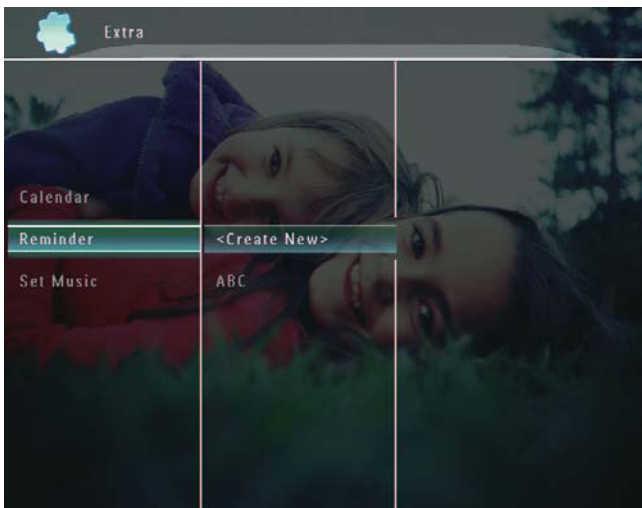 Extra
Calendar
Reminder
<Create New>
Set Music
ABC